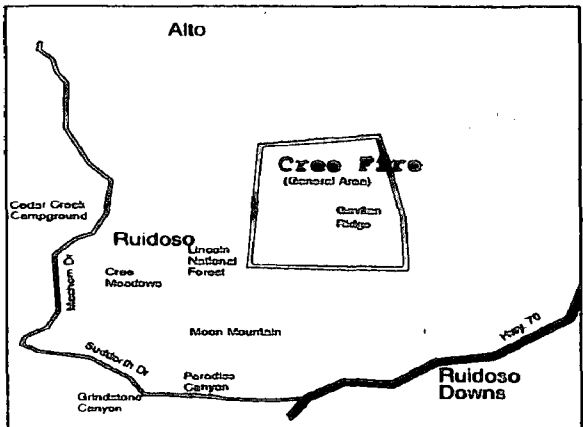 Alto
Cree Fire
(General Area)
Gavilan
Ridge
Cedar Creek
Campground
Ruidoso
Lincoln
National
Forest
Cree
Meadows
Mechem Dr
Moon Mountain
Hwy. 70
Sudderth Dr
Paradise
Canyon
Ruidoso
Downs
Grindstone
Canyon